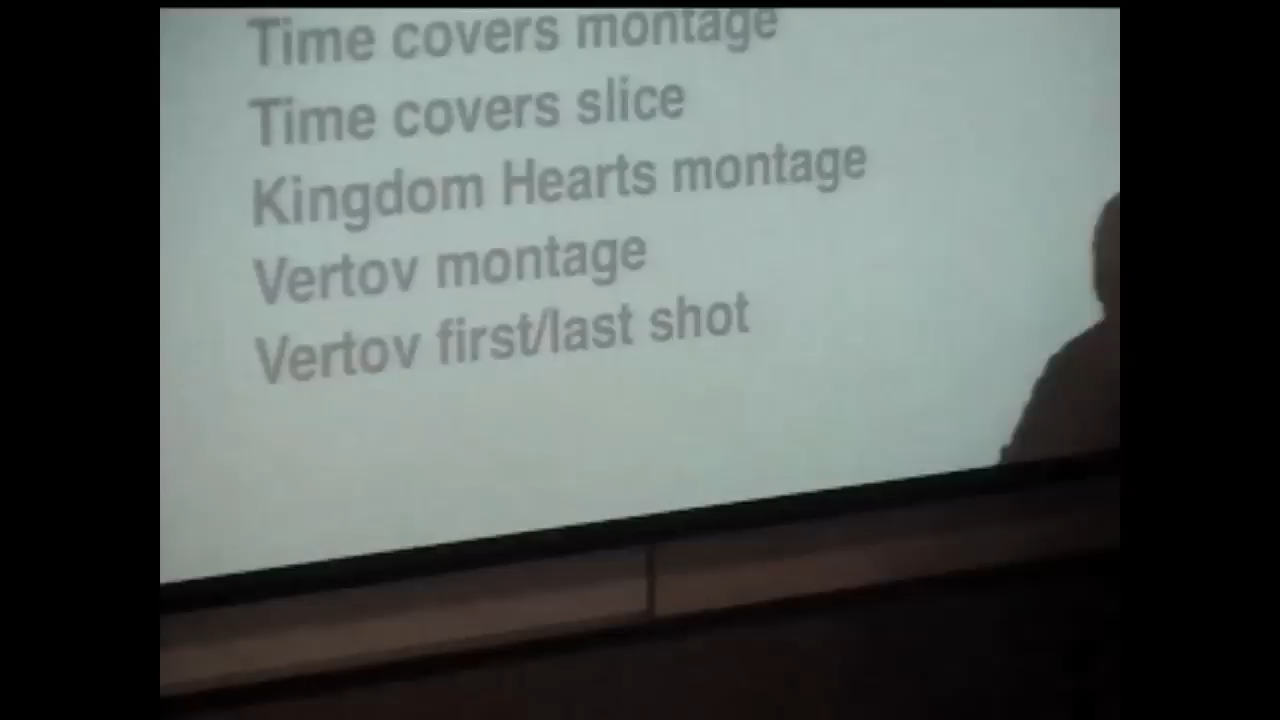 Time covers montage
Time covers slice
Kingdom Hearts montage
Vertov montage
Vertov first/last shot